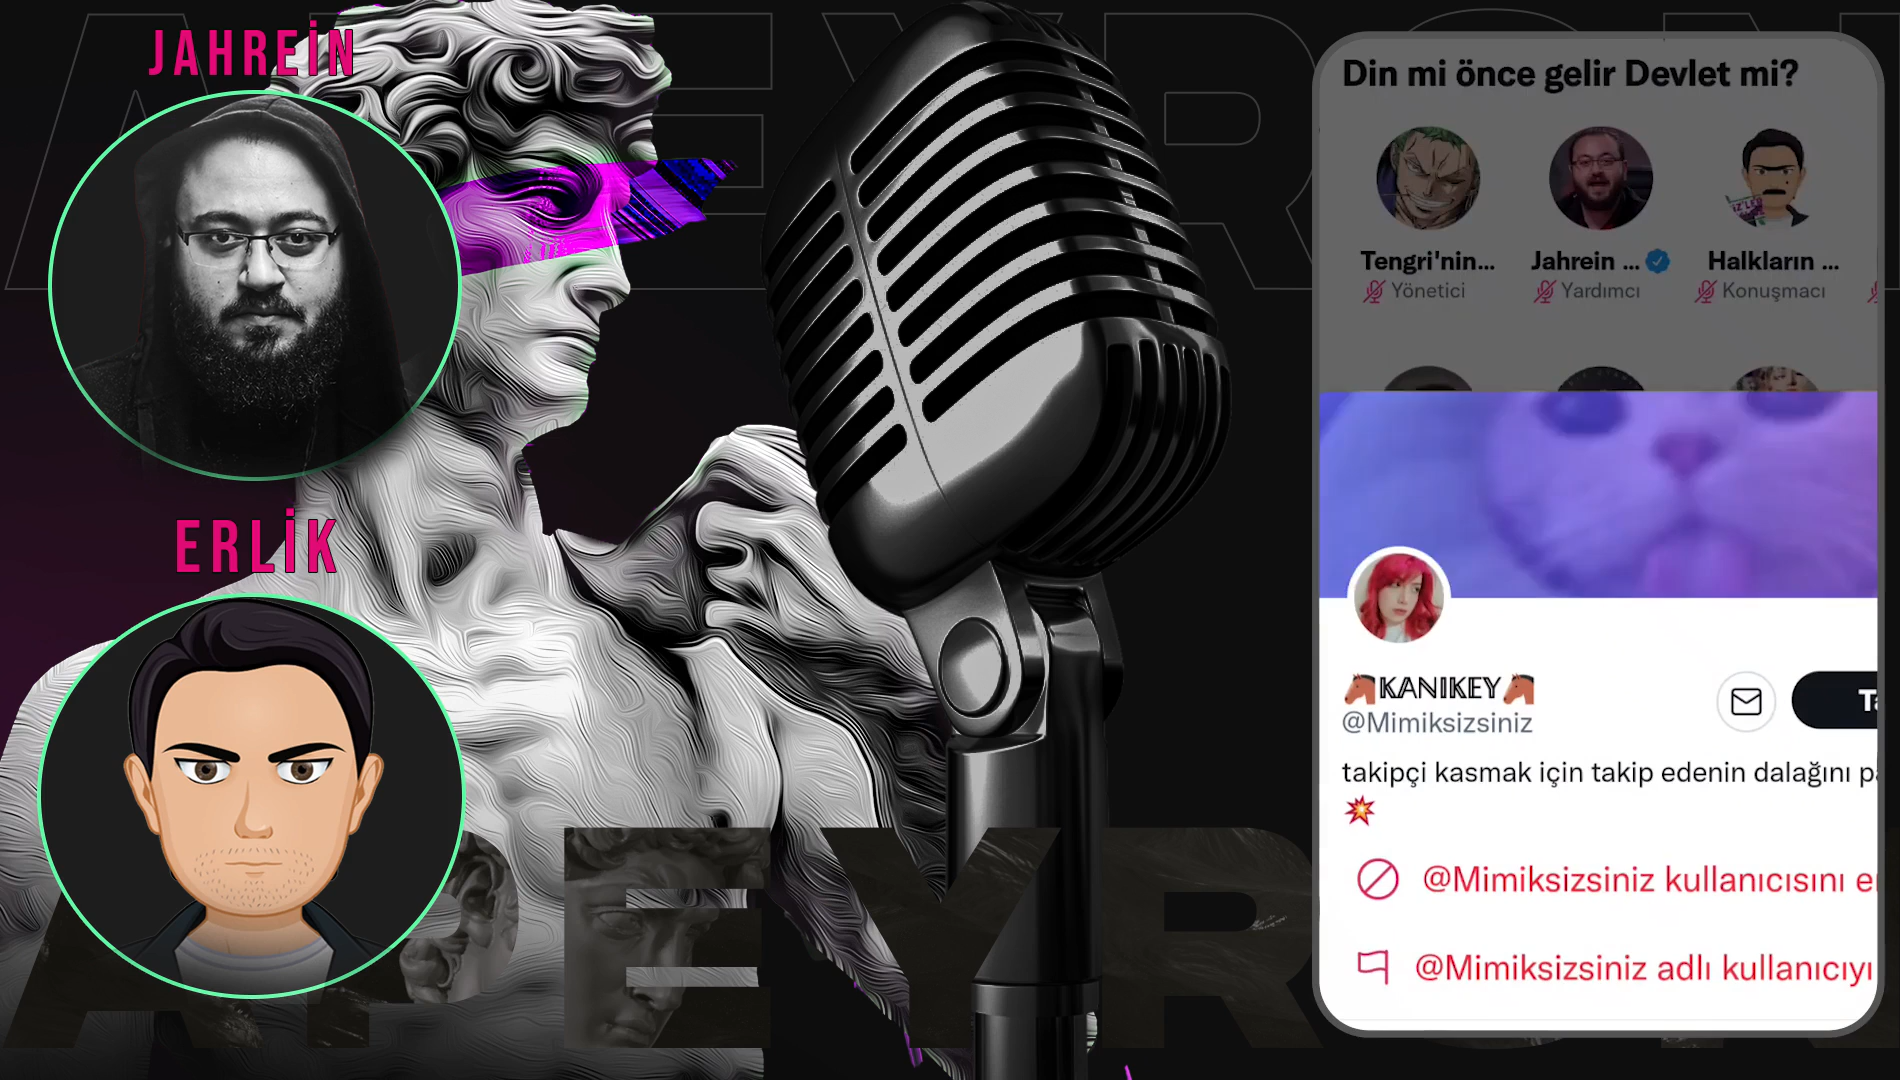 JAHREİN
ERLİK
APEYRON
Din mi önce gelir Devlet mi?
Tengri'nin...
Jahrein ...
Halkların ...
Yönetici
Yardımcı
Konuşmacı
🐴KANIKEY🐴
@Mimiksizsiniz
takipçi kasmak için takip edenin dalağını
💥
@Mimiksizsiniz kullanıcısını
@Mimiksizsiniz adlı kullanıcıyı